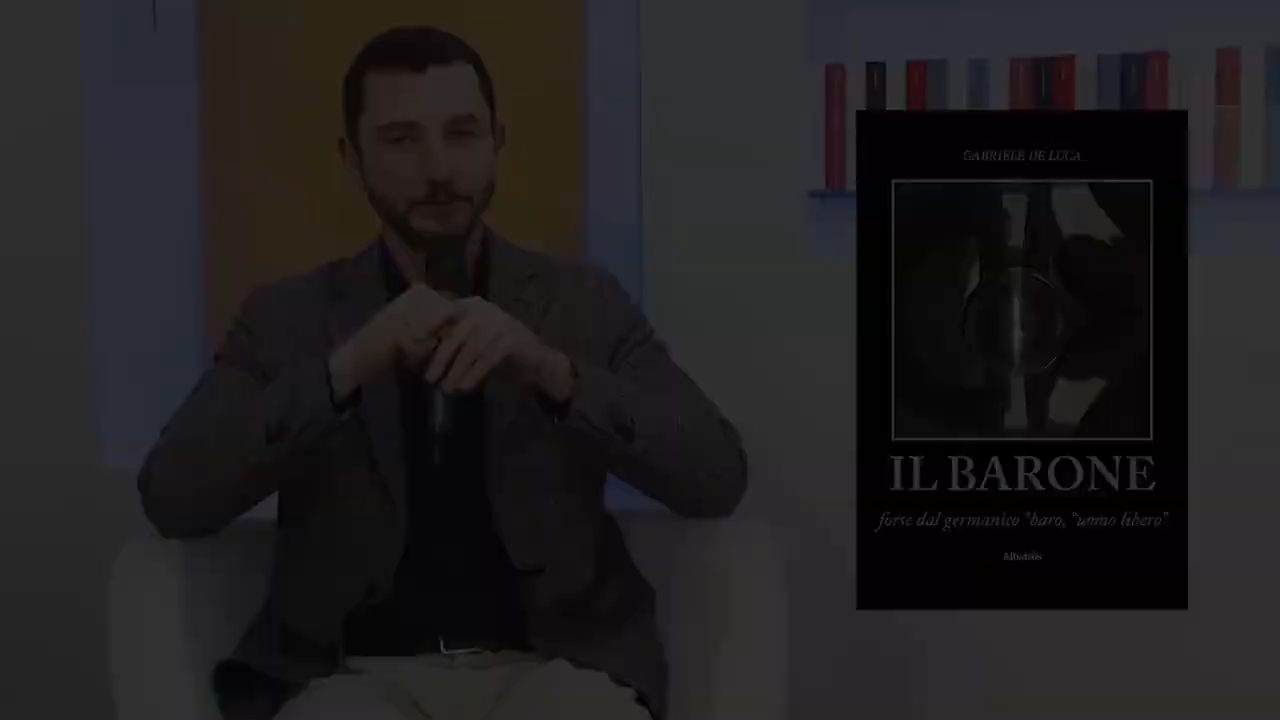 GABRIELE DE LUCA
IL BARONE
forse dal germanico *baro, "uomo libero"
Albatros